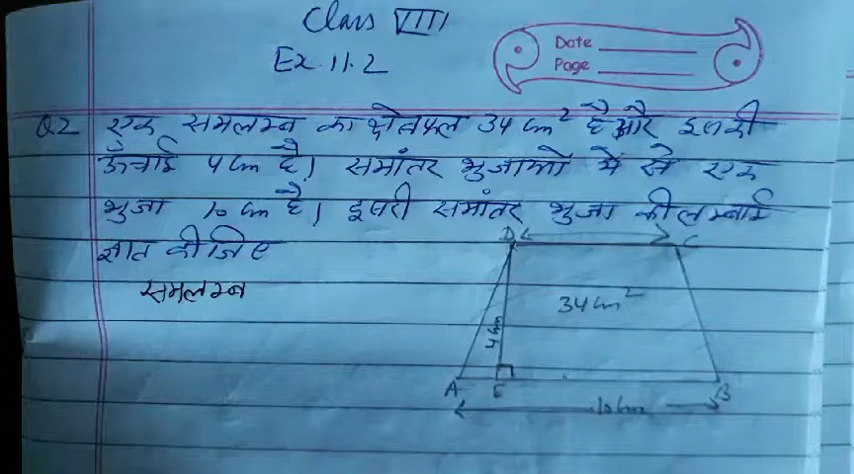 Class VIII
Ex. 11.2
Date
Page
Q2 एक समलम्ब का क्षेत्रफल 34 cm² है और इसकी
ऊँचाई 4 cm है। समांतर भुजाओं में से एक
भुजा 10 cm है। दूसरी समांतर भुजा की लम्बाई
ज्ञात कीजिए
समलम्ब
D C
34 cm²
4 cm
A E B
10 cm